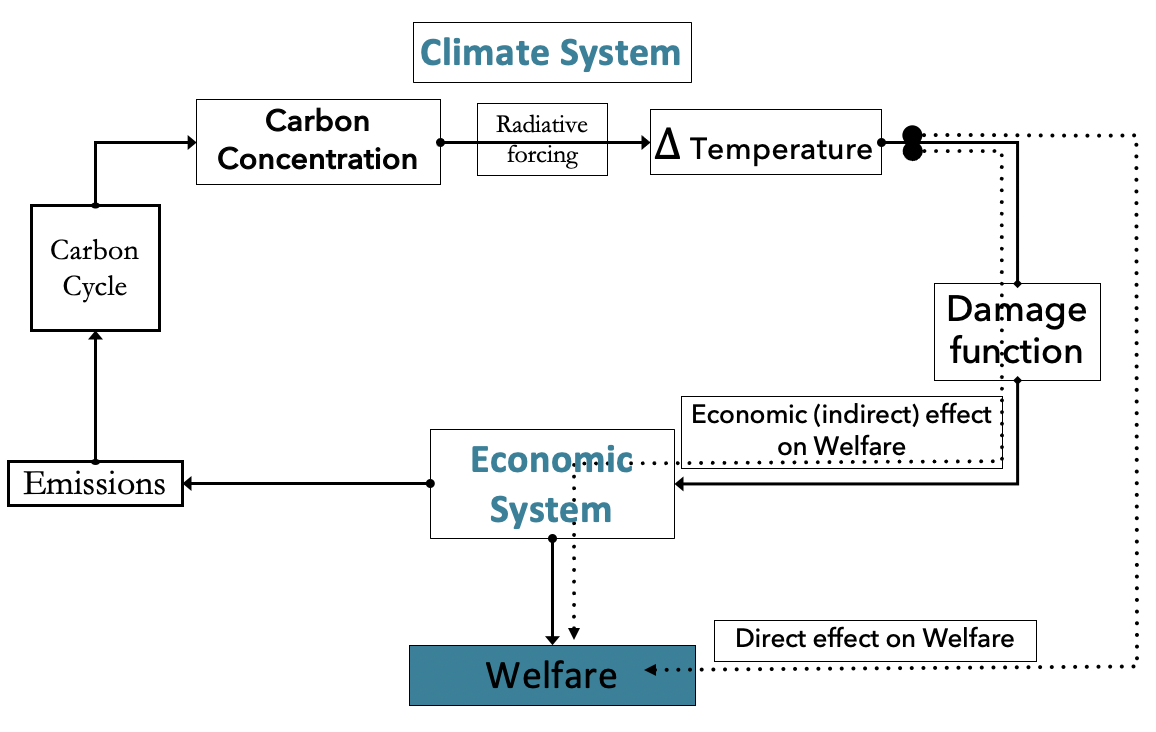 Climate System
Carbon
Concentration
Radiative
forcing
Δ Temperature
Carbon
Cycle
Damage
function
Economic (indirect) effect
on Welfare
Economic
System
Emissions
Direct effect on Welfare
Welfare